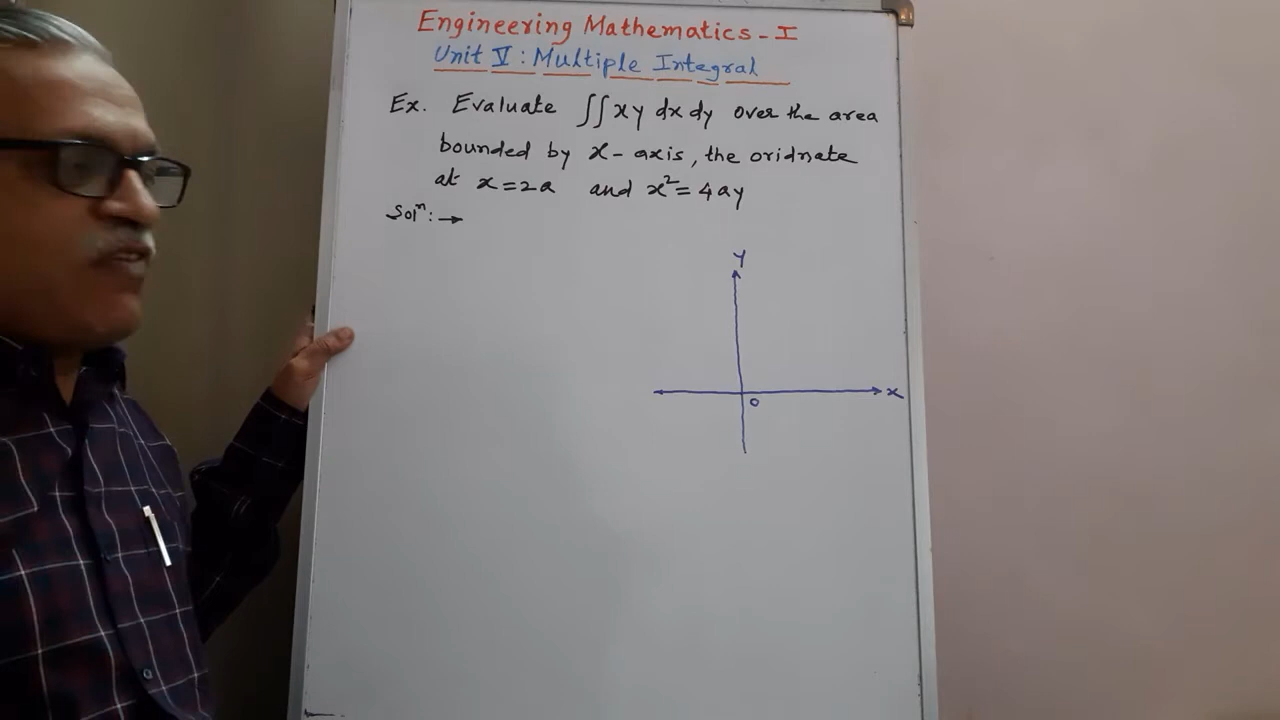 Engineering Mathematics - I
Unit V : Multiple Integral
Ex. Evaluate ∫∫ xy dx dy over the area
bounded by x - axis, the oridnate
at x = 2a and x² = 4ay
Solⁿ: →
y
x
o